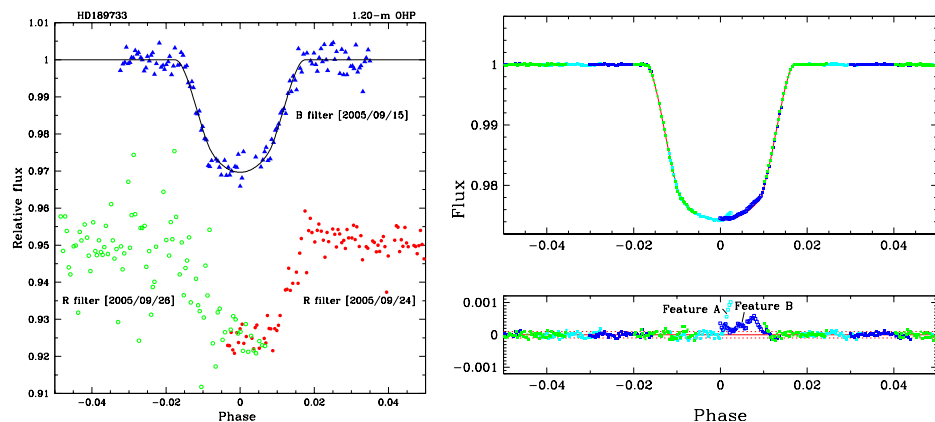 HD189733 1.20-m OHP
1.01
1
0.99
0.98
0.97
0.96
0.95
0.94
0.93
0.92
0.91
Relative flux
B filter [2005/09/15]
R filter [2005/09/26] R filter [2005/09/24]
-0.04 -0.02 0 0.02 0.04
Phase
1
0.99
0.98
Flux
-0.04 -0.02 0 0.02 0.04
0.001
0
-0.001
Feature A Feature B
-0.04 -0.02 0 0.02 0.04
Phase